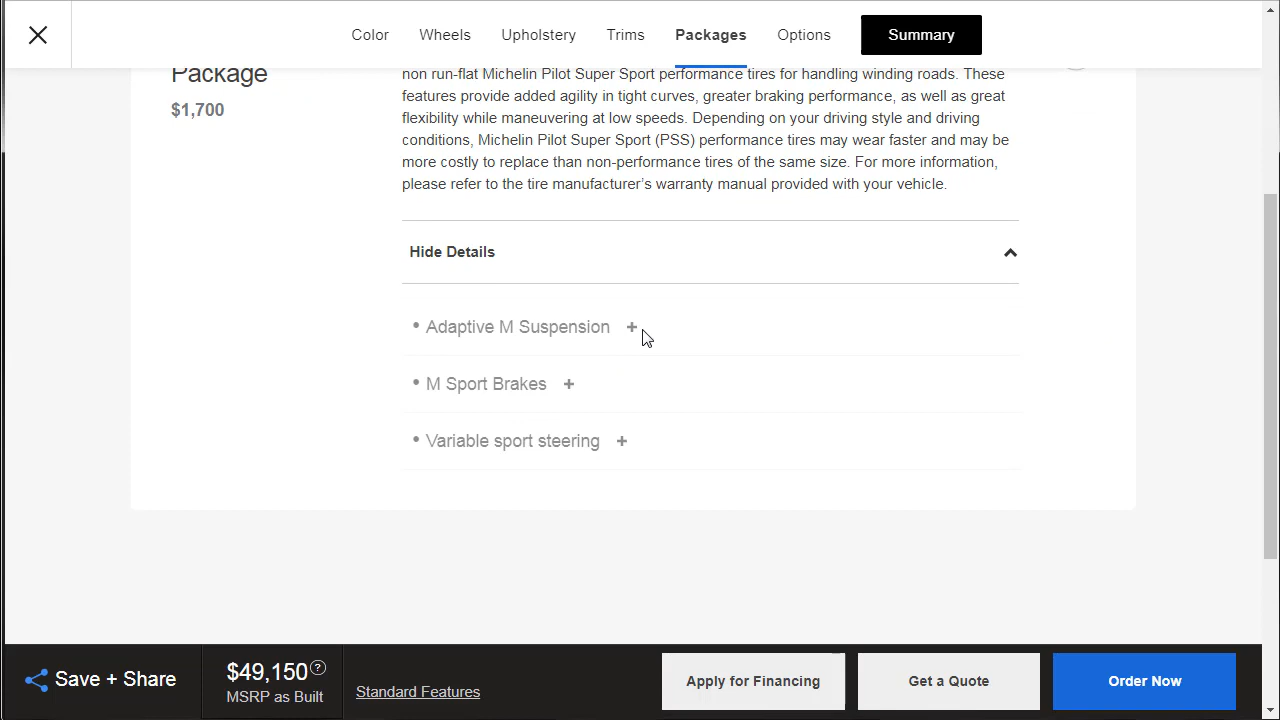 Color Wheels Upholstery Trims Packages Options Summary
Package
$1,700
non run-flat Michelin Pilot Super Sport performance tires for handling winding roads. These
features provide added agility in tight curves, greater braking performance, as well as great
flexibility while maneuvering at low speeds. Depending on your driving style and driving
conditions, Michelin Pilot Super Sport (PSS) performance tires may wear faster and may be
more costly to replace than non-performance tires of the same size. For more information,
please refer to the tire manufacturer’s warranty manual provided with your vehicle.
Hide Details
• Adaptive M Suspension +
• M Sport Brakes +
• Variable sport steering +
Save + Share
$49,150 ?
MSRP as Built
Standard Features
Apply for Financing
Get a Quote
Order Now